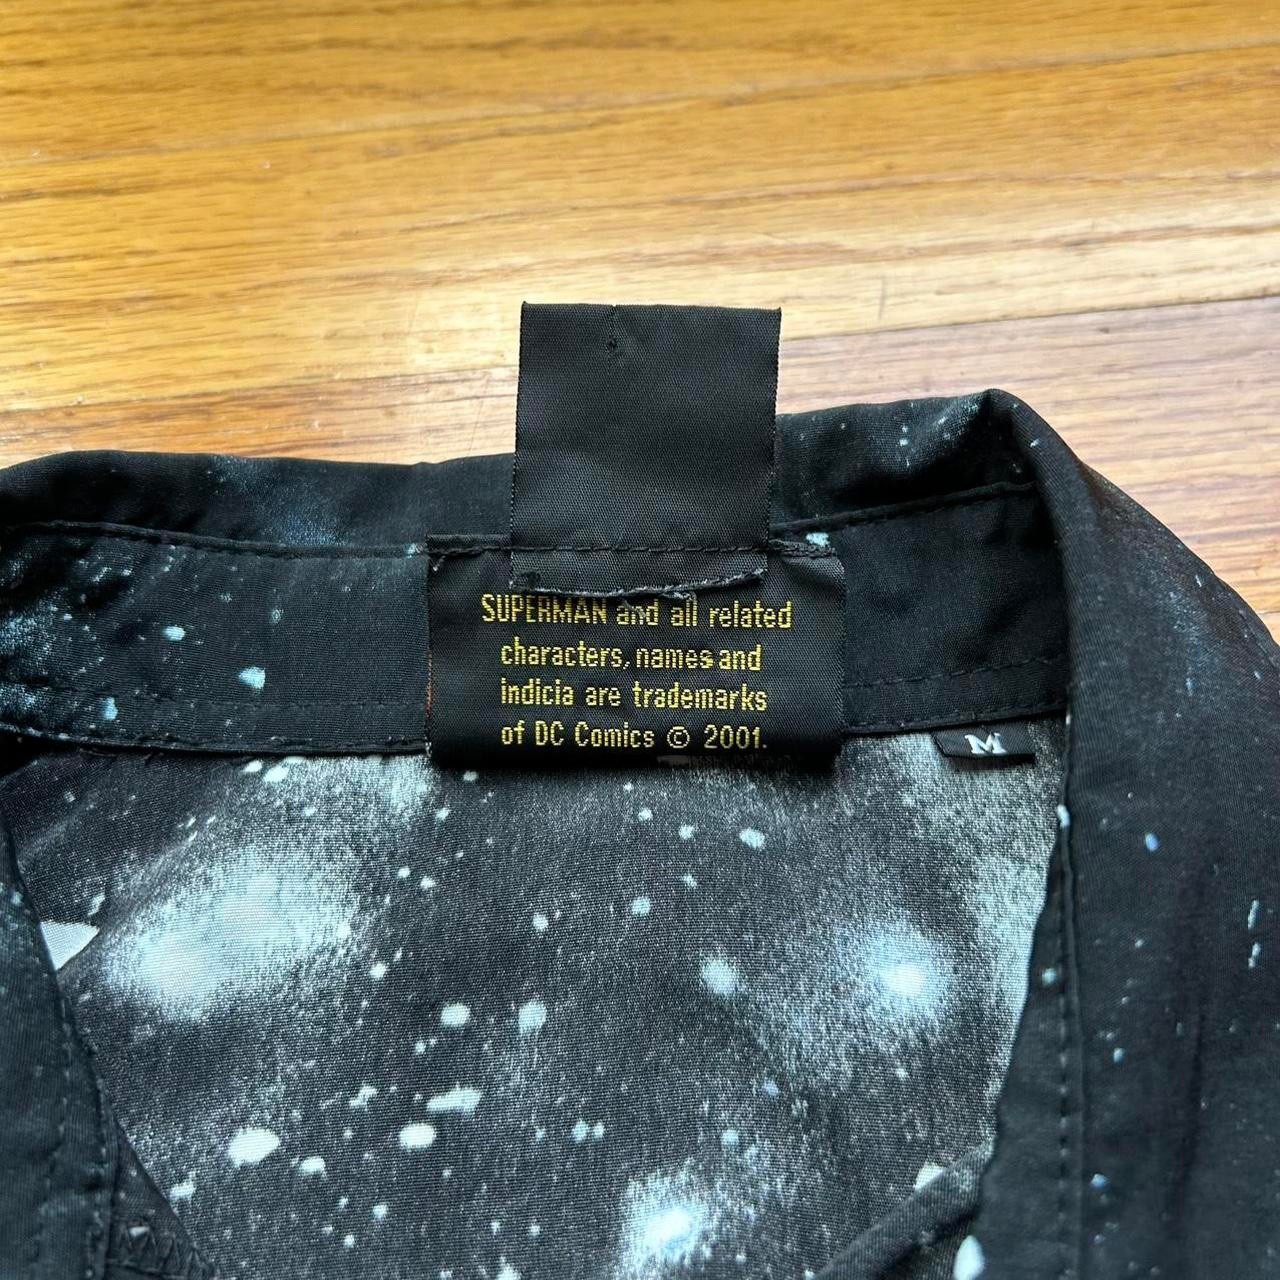 SUPERMAN and all related
characters, names and
indicia are trademarks
of DC Comics © 2001.
M